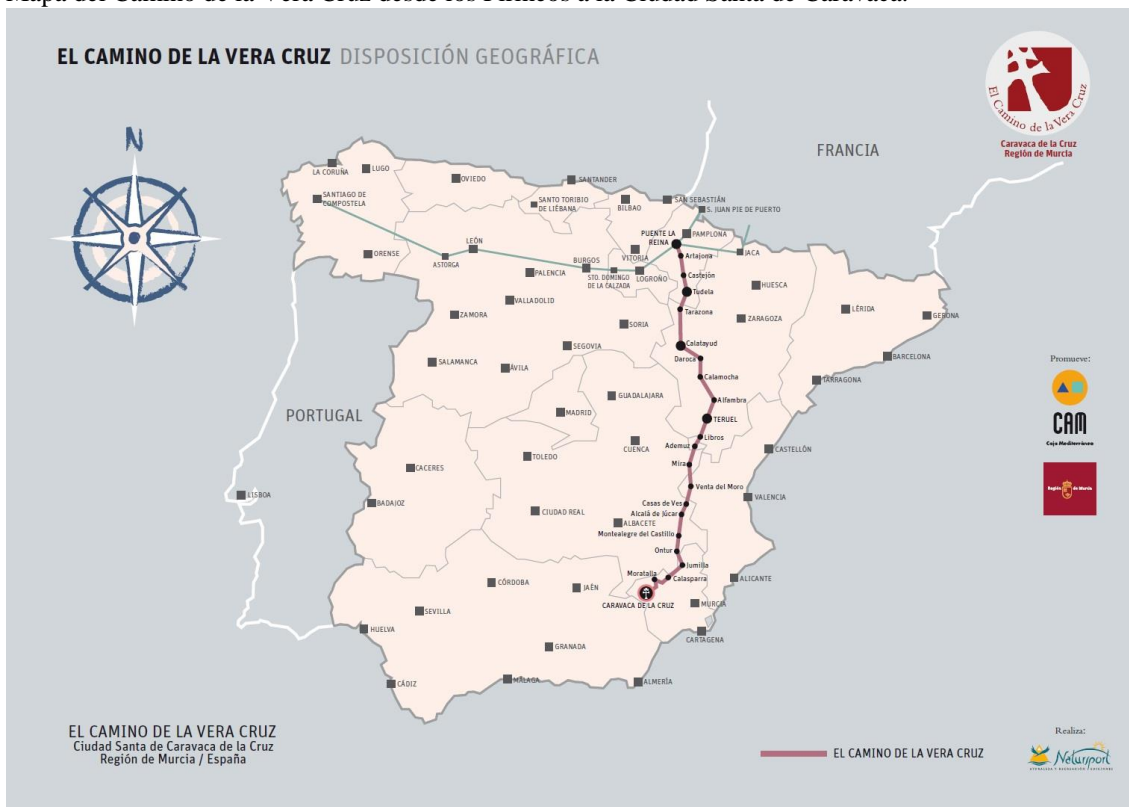 Mapa del Camino de la Vera Cruz desde los Pirineos a la Ciudad Santa de Caravaca.
EL CAMINO DE LA VERA CRUZ DISPOSICIÓN GEOGRÁFICA
El Camino de la Vera Cruz
Caravaca de la Cruz
Región de Murcia
N
FRANCIA
LA CORUÑA
LUGO
OVIEDO
SANTANDER
SANTIAGO DE
COMPOSTELA
SANTO TORIBIO
DE LIÉBANA
BILBAO
SAN SEBASTIÁN
S. JUAN PIE DE PUERTO
PUENTE LA
REINA
PAMPLONA
ORENSE
ASTORGA
LEÓN
BURGOS
VITORIA
JACA
Artajona
PALENCIA
STO. DOMINGO
DE LA CALZADA
LOGROÑO
Castejón
HUESCA
VALLADOLID
Tudela
ZAMORA
Tarazona
ZARAGOZA
LÉRIDA
GERONA
SORIA
SEGOVIA
Calatayud
BARCELONA
SALAMANCA
ÁVILA
Daroca
Calamocha
TARRAGONA
GUADALAJARA
Alfambra
PORTUGAL
MADRID
TERUEL
Libros
CUENCA
Ademuz
CASTELLÓN
TOLEDO
Mira
CACERES
Venta del Moro
LISBOA
BADAJOZ
VALENCIA
Casas de Ves
CIUDAD REAL
Alcalá de Júcar
ALBACETE
Montealegre del Castillo
Ontur
Jumilla
Moratalla
Calasparra
ALICANTE
CÓRDOBA
JAÉN
CARAVACA DE LA CRUZ
MURCIA
SEVILLA
HUELVA
CARTAGENA
GRANADA
CÁDIZ
MÁLAGA
ALMERÍA
Promueve:
CAM
Caja Mediterráneo
Región de Murcia
EL CAMINO DE LA VERA CRUZ
Ciudad Santa de Caravaca de la Cruz
Región de Murcia / España
EL CAMINO DE LA VERA CRUZ
Realiza: